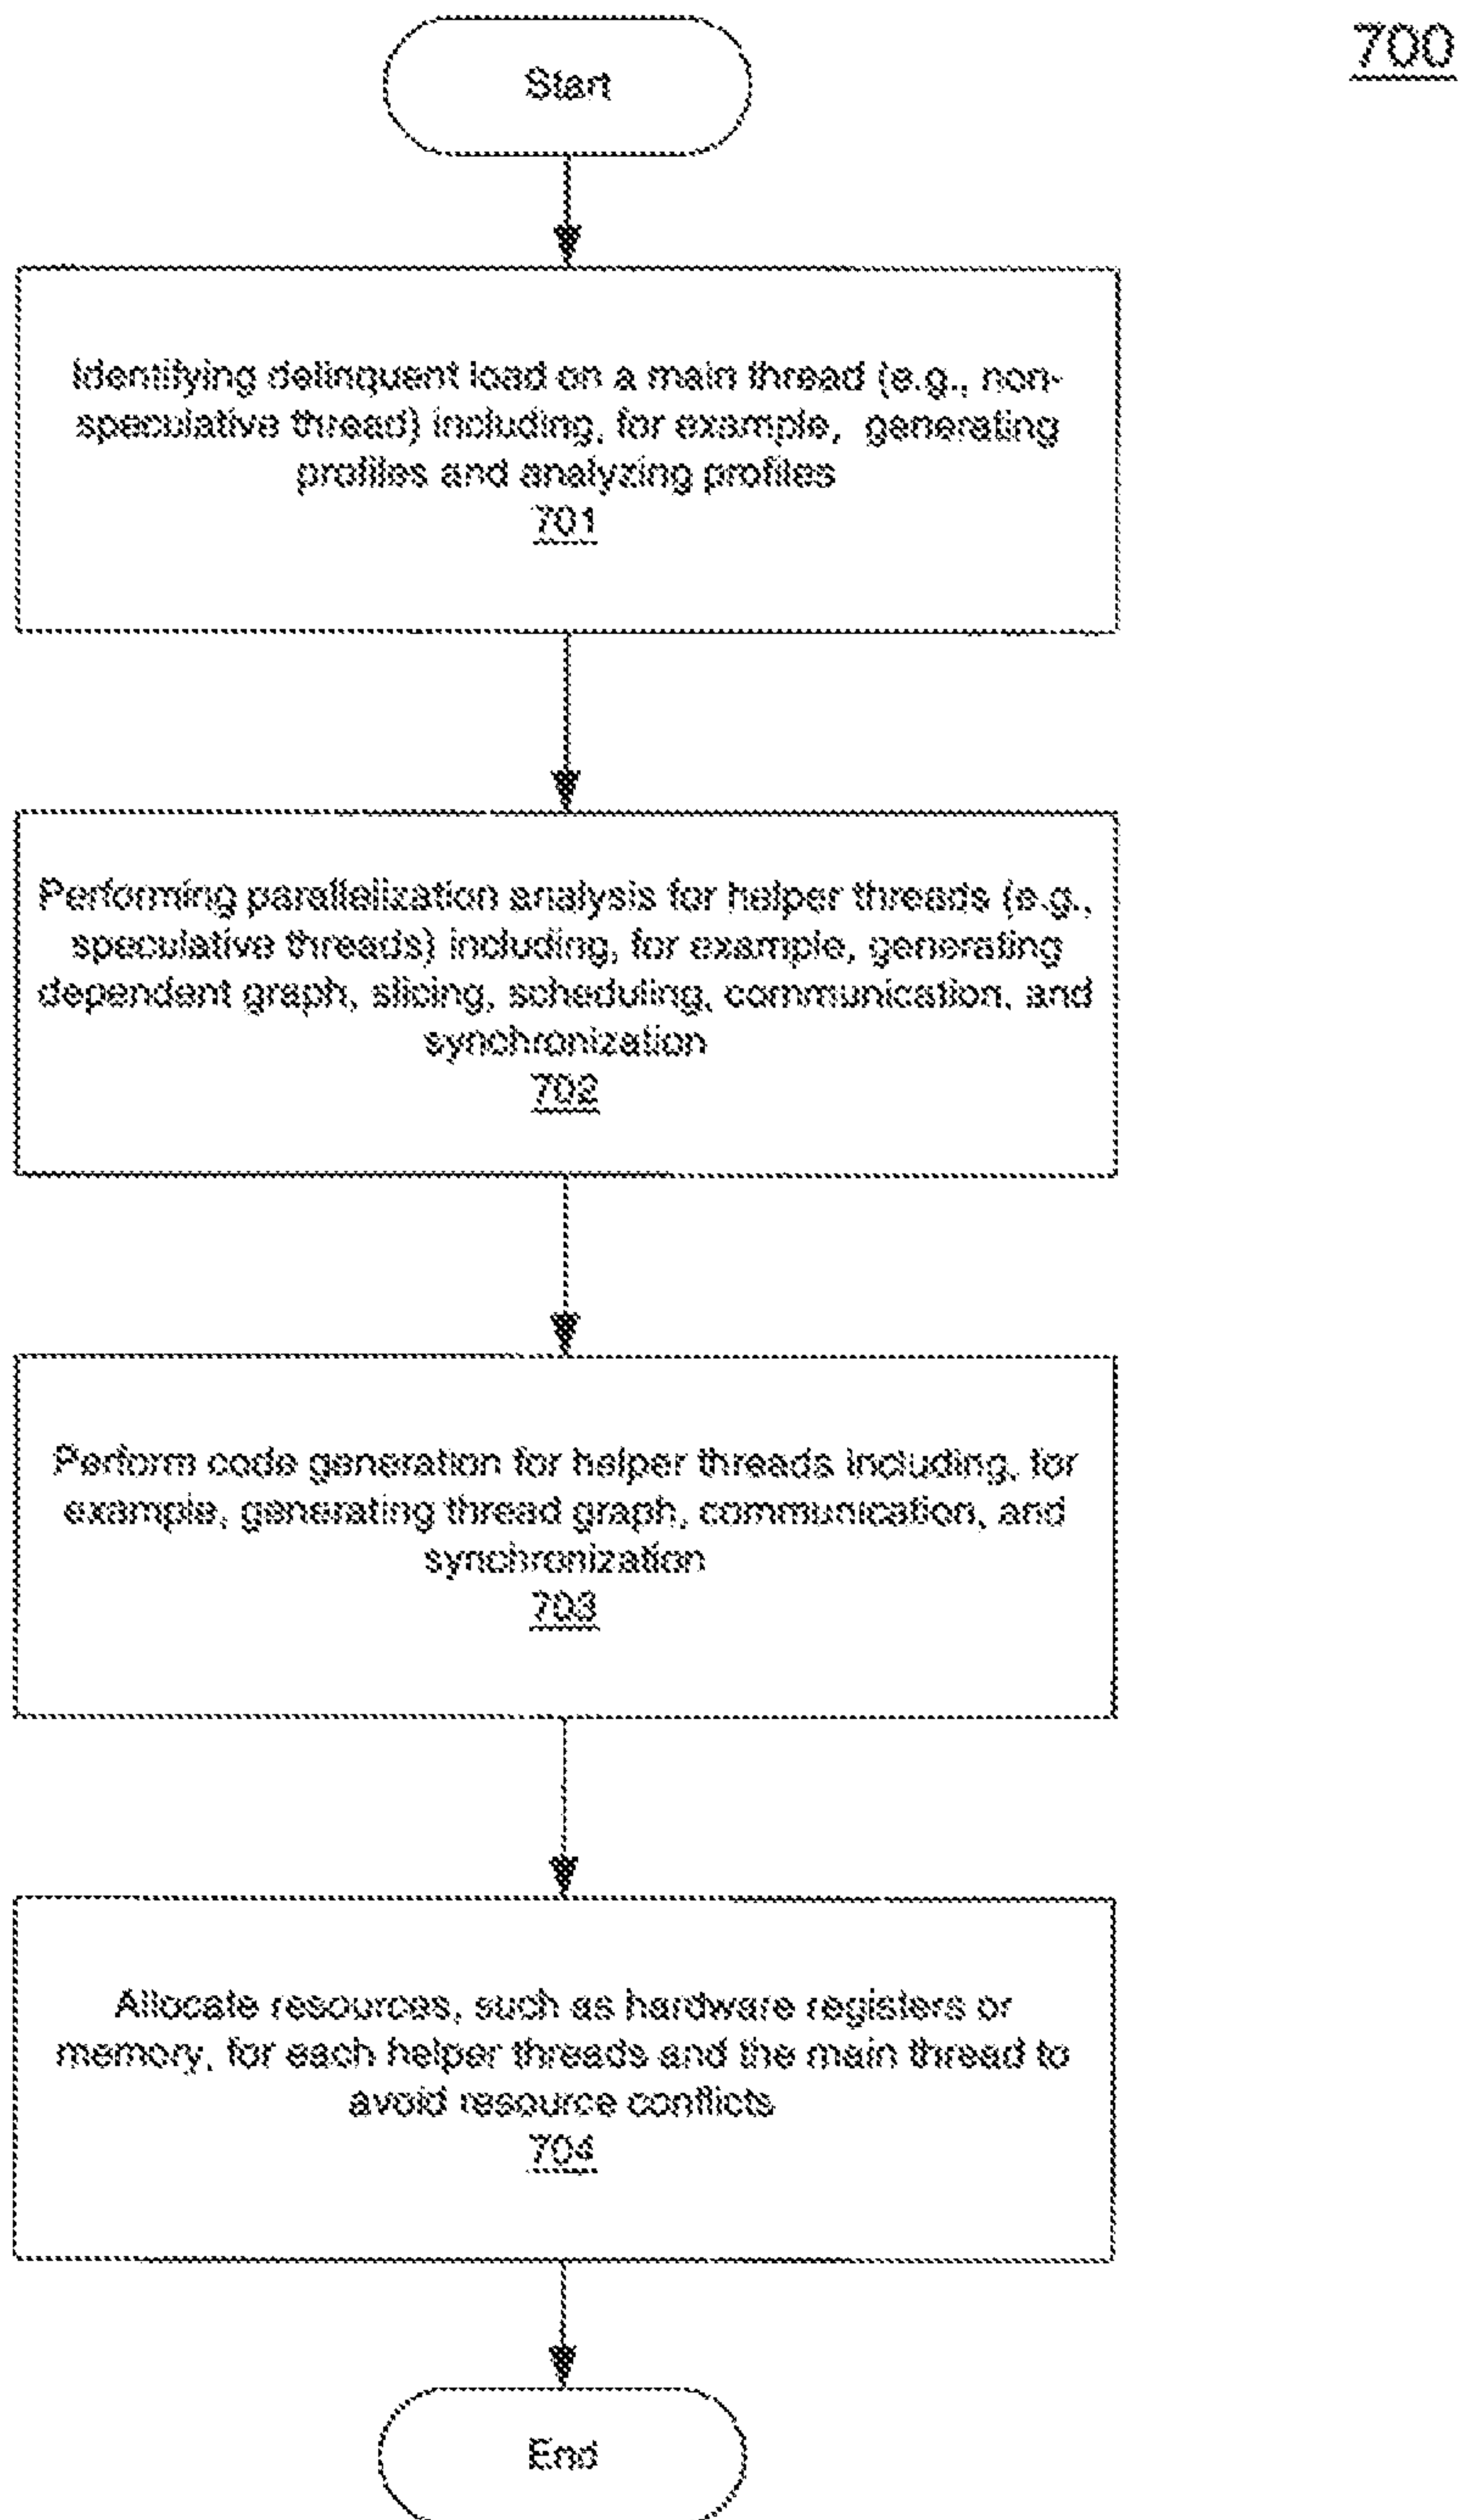 700
Start
Identifying delinquent load on a main thread (e.g., non-
speculative thread) including, for example, generating
profiles and analyzing profiles
701
Performing parallelization analysis for helper threads (e.g.,
speculative threads) including, for example, generating
dependent graph, slicing, scheduling, communication, and
synchronization
702
Perform code generation for helper threads including, for
example, generating thread graph, communication, and
synchronization
703
Allocate resources, such as hardware registers or
memory, for each helper threads and the main thread to
avoid resource conflicts
704
End